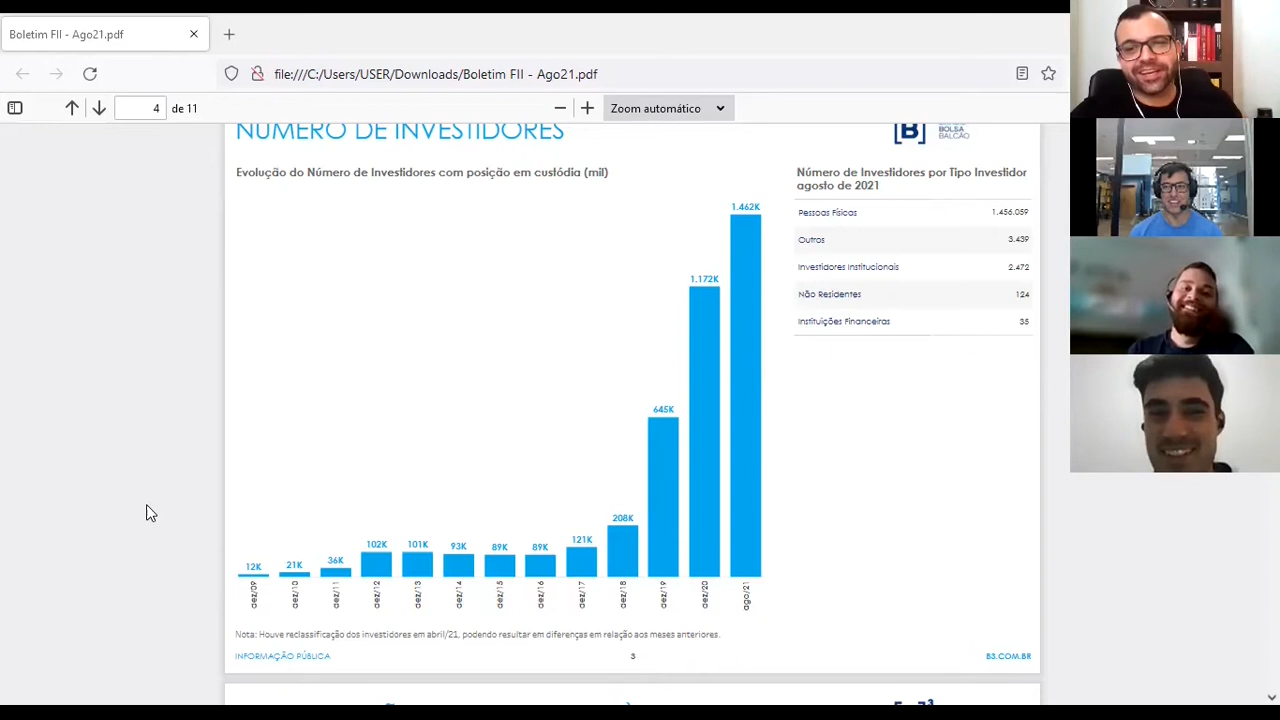 Boletim FII - Ago21.pdf
file:///C:/Users/USER/Downloads/Boletim FII - Ago21.pdf
4 de 11
Zoom automático
NÚMERO DE INVESTIDORES
[B]
BOLSA
BALCÃO
Evolução do Número de Investidores com posição em custódia (mil)
1.462K
1.172K
645K
208K
121K
102K
101K
93K
89K
89K
36K
21K
12K
dez/09
dez/10
dez/11
dez/12
dez/13
dez/14
dez/15
dez/16
dez/17
dez/18
dez/19
dez/20
ago/21
Número de Investidores por Tipo Investidor
agosto de 2021
Pessoas Físicas 1.456.059
Outros 3.439
Investidores Institucionais 2.472
Não Residentes 124
Instituições Financeiras 35
Nota: Houve reclassificação dos investidores em abril/21, podendo resultar em diferenças em relação aos meses anteriores.
INFORMAÇÃO PÚBLICA
3
B3.COM.BR